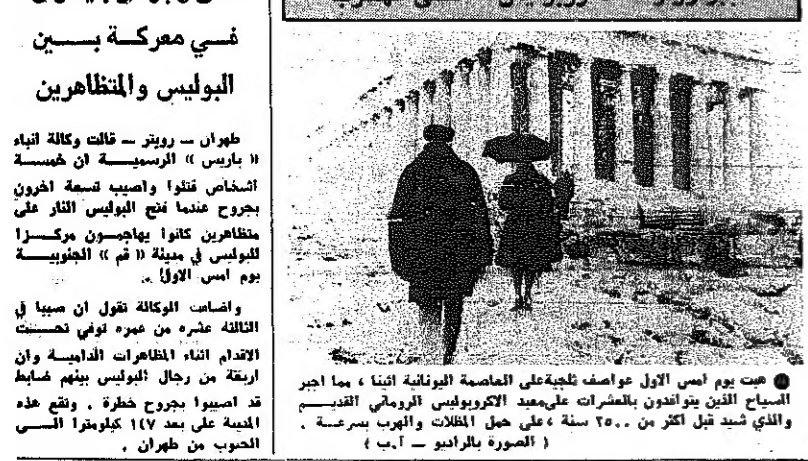 في معركة بين
البوليس والمتظاهرين
طهران — رويتر — قالت وكالة انباء
« باريس » الرسمية ان خمسة
اشخاص قتلوا واصيب تسعة اخرون
بجروح عندما فتح البوليس النار على
متظاهرين كانوا يهاجمون مركزا
للبوليس في مدينة « قم » الجنوبية
يوم امس الاول .
واضافت الوكالة تقول ان صبيا في
الثالثه عشره من عمره توفي تحت
الاقدام اثناء المظاهرات الدامية وان
اربعة من رجال البوليس بينهم ضابط
قد اصيبوا بجروح خطرة . وتقع هذه
المدينة على بعد ١٤٧ كيلومترا الى
الجنوب من طهران .
هبت يوم امس الاول عواصف ثلجية على العاصمة اليونانية اثينا ، مما اجبر
السياح الذين يتوافدون بالعشرات على معبد الاكروبوليس الروماني القديم
والذي شيد قبل اكثر من ٢٥٠٠ سنة ، على حمل المظلات والهرب بسرعة .
( الصورة بالراديو — أ.ب )